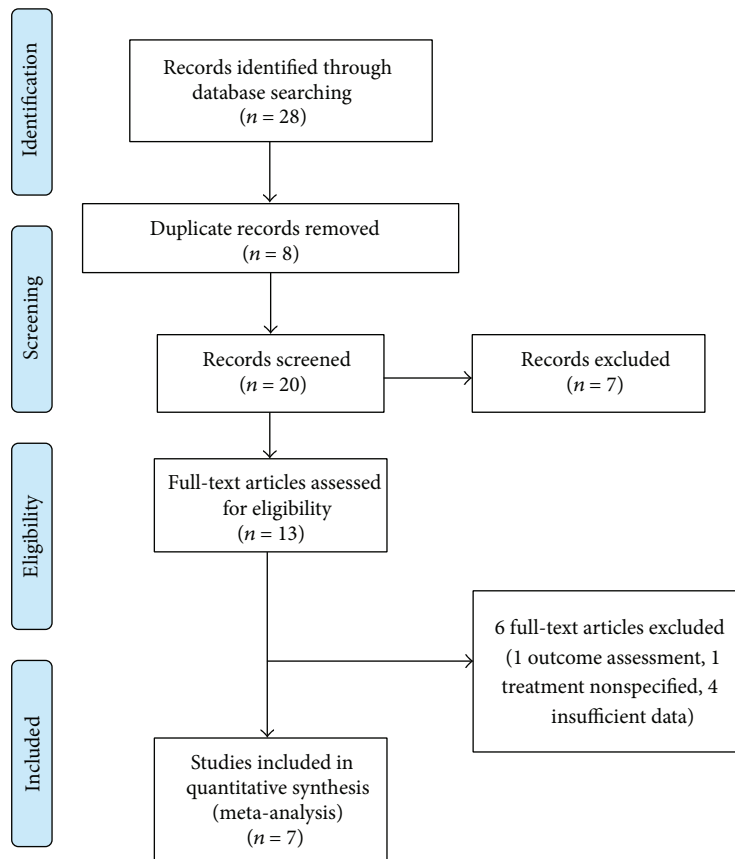 Identification
Records identified through
database searching
(n = 28)
Duplicate records removed
(n = 8)
Screening
Records screened
(n = 20)
Records excluded
(n = 7)
Eligibility
Full-text articles assessed
for eligibility
(n = 13)
6 full-text articles excluded
(1 outcome assessment, 1
treatment nonspecified, 4
insufficient data)
Included
Studies included in
quantitative synthesis
(meta-analysis)
(n = 7)